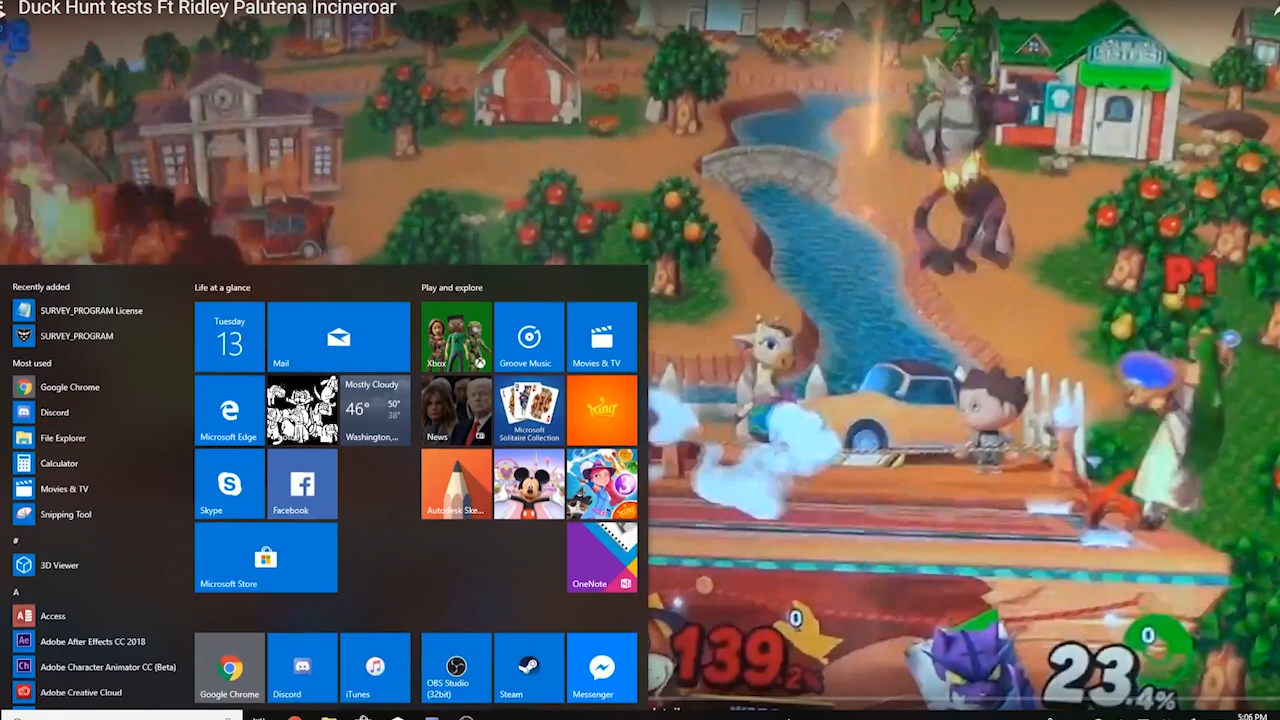 Duck Hunt tests Ft Ridley Palutena Incineroar
P4
P1
Recently added
SURVEY_PROGRAM License
SURVEY_PROGRAM
Most used
Google Chrome
Discord
File Explorer
Calculator
Movies & TV
Snipping Tool
#
3D Viewer
A
Access
Adobe After Effects CC 2018
Adobe Character Animator CC (Beta)
Adobe Creative Cloud
Life at a glance
Tuesday
13
Mail
Microsoft Edge
Mostly Cloudy
46°
50°
38°
Washington,...
Skype
Facebook
Microsoft Store
Google Chrome
Discord
iTunes
Play and explore
Xbox
Groove Music
Movies & TV
News
Microsoft
Solitaire Collection
King
Autodesk Ske...
3
King
OneNote
OBS Studio
(32bit)
Steam
Messenger
139.2%
0
23.4%
0
5:06 PM